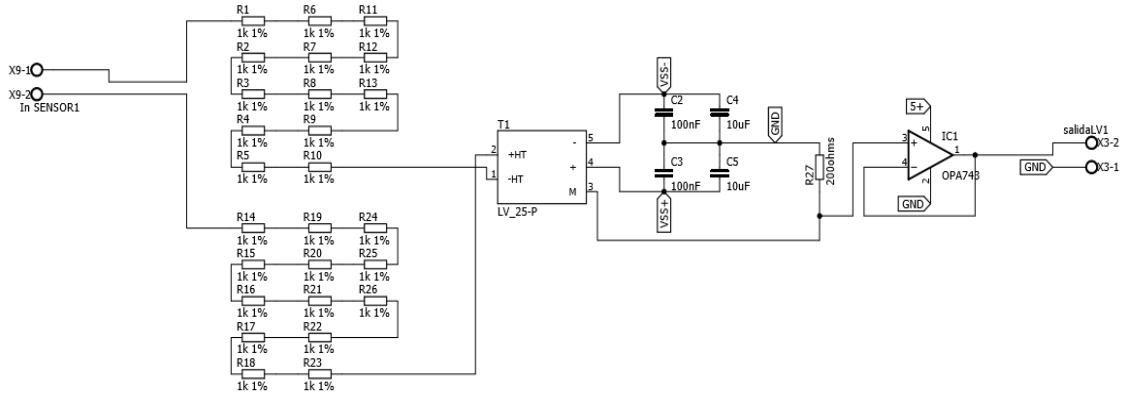 R1 R6 R11
1k 1% 1k 1% 1k 1%
R2 R7 R12
X9-1
1k 1% 1k 1% 1k 1%
R3 R8 R13
X9-2
In SENSOR1
1k 1% 1k 1% 1k 1%
R4 R9
1k 1% 1k 1%
R5 R10
1k 1% 1k 1%
R14 R19 R24
1k 1% 1k 1% 1k 1%
R15 R20 R25
1k 1% 1k 1% 1k 1%
R16 R21 R26
1k 1% 1k 1% 1k 1%
R17 R22
1k 1% 1k 1%
R18 R23
1k 1% 1k 1%
T1
2 +HT - 5
1 -HT + 4
M 3
LV_25-P
VSS-
C2 C4
100nF 10uF
GND
C3 C5
100nF 10uF
VSS+
R27
200ohms
5+
5
IC1
3 + 1
4 -
OPA743
2
GND
salidaLV1
X3-2
GND X3-1